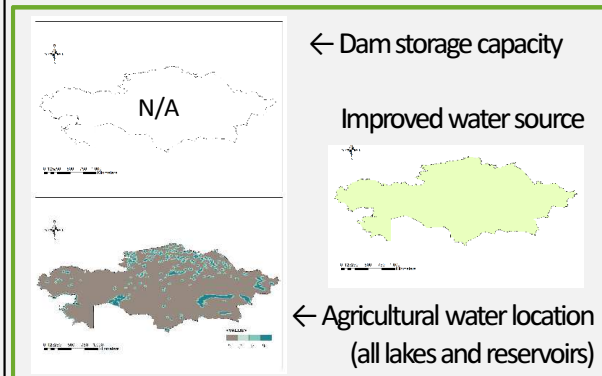 ← Dam storage capacity
N/A
Improved water source
← Agricultural water location
(all lakes and reservoirs)